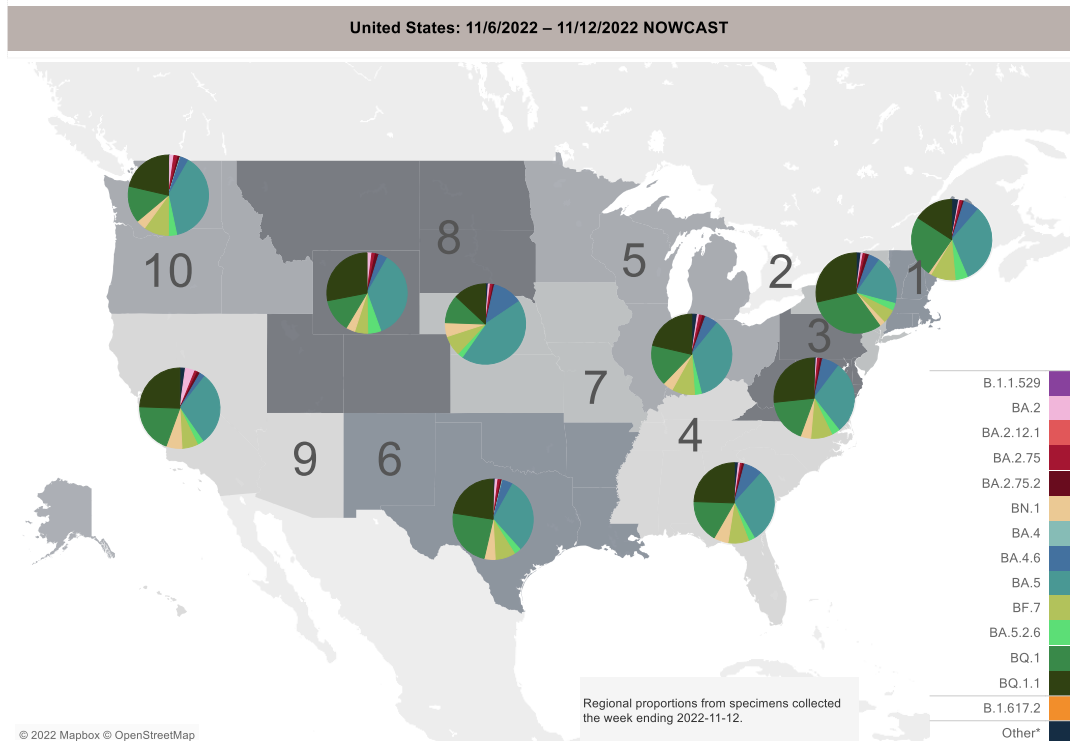 United States: 11/6/2022 – 11/12/2022 NOWCAST
8
5
2
10
1
3
7
4
9
6
B.1.1.529
BA.2
BA.2.12.1
BA.2.75
BA.2.75.2
BN.1
BA.4
BA.4.6
BA.5
BF.7
BA.5.2.6
BQ.1
BQ.1.1
B.1.617.2
Other*
Regional proportions from specimens collected
the week ending 2022-11-12.
© 2022 Mapbox © OpenStreetMap